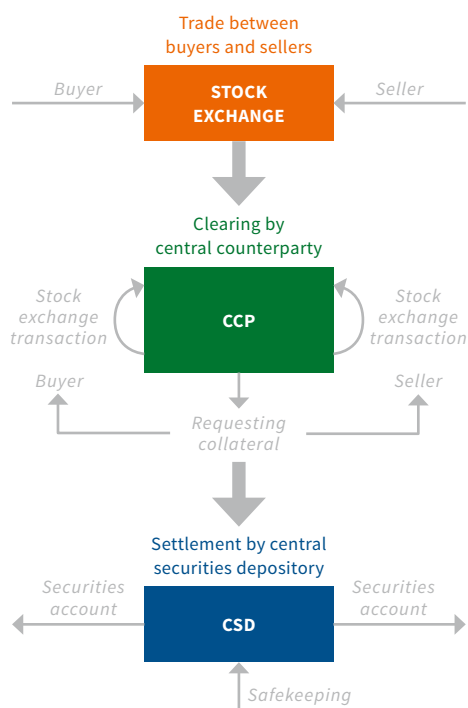 Trade between
buyers and sellers
Buyer
STOCK
EXCHANGE
Seller
Clearing by
central counterparty
Stock
exchange
transaction
CCP
Stock
exchange
transaction
Buyer
Seller
Requesting
collateral
Settlement by central
securities depository
Securities
account
CSD
Securities
account
Safekeeping